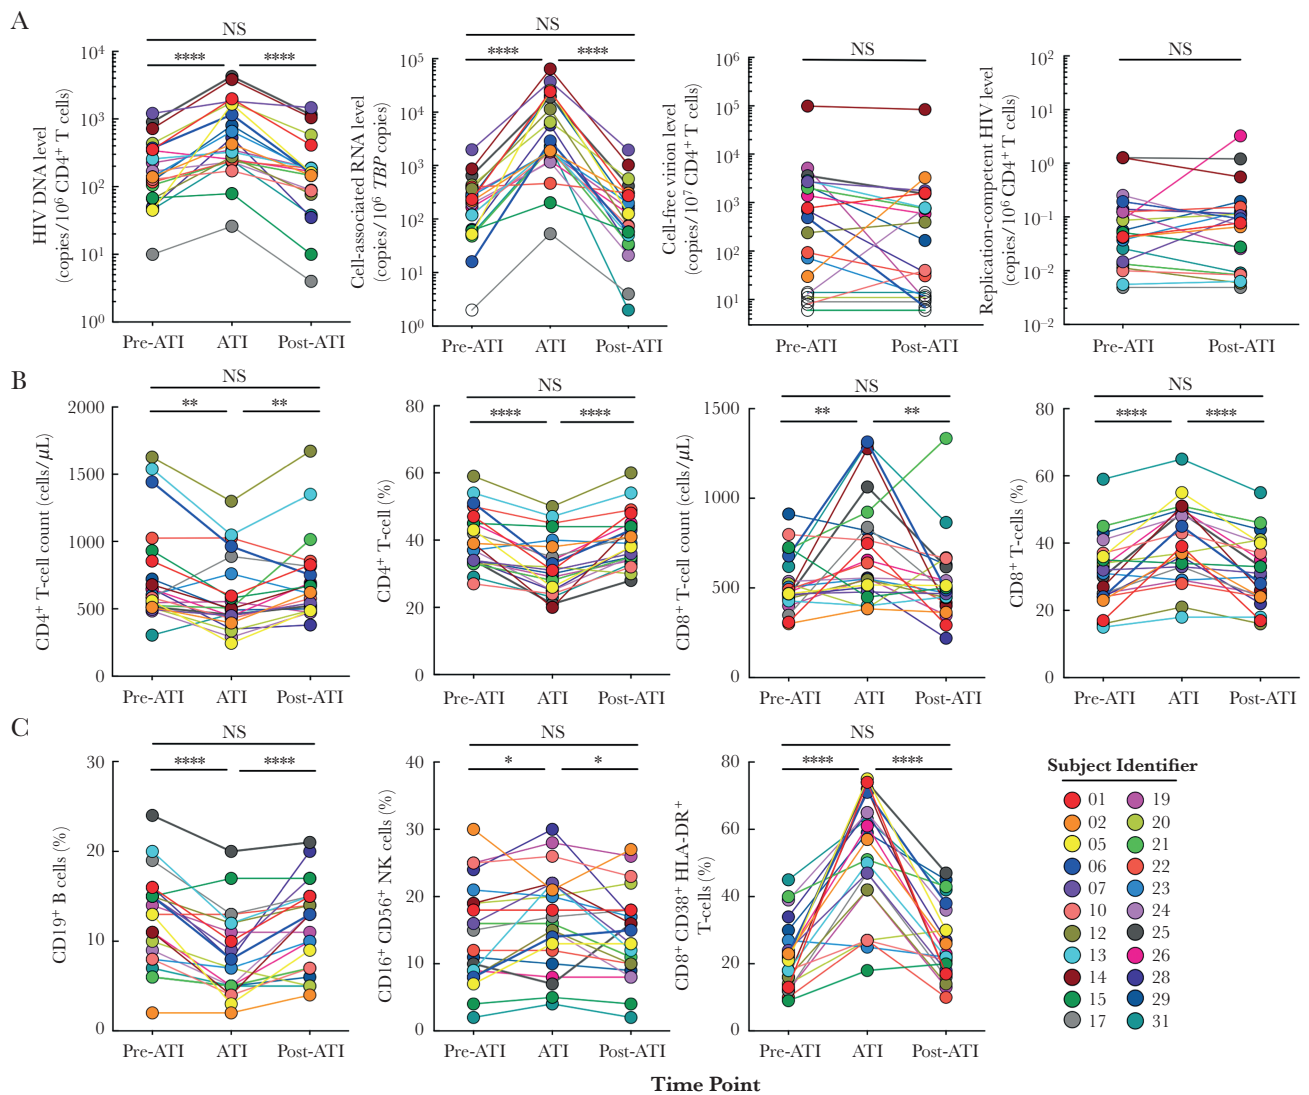 A
NS
**** ****
HIV DNA level
(copies/10⁶ CD4⁺ T cells)
10⁴
10³
10²
10¹
10⁰
Pre-ATI ATI Post-ATI
NS
**** ****
Cell-associated RNA level
(copies/10⁶ TBP copies)
10⁵
10⁴
10³
10²
10¹
10⁰
Pre-ATI ATI Post-ATI
NS
Cell-free virion level
(copies/10⁷ CD4⁺ T cells)
10⁶
10⁵
10⁴
10³
10²
10¹
Pre-ATI Post-ATI
NS
Replication-competent HIV level
(copies/10⁶ CD4⁺ T cells)
10²
10¹
10⁰
10⁻¹
10⁻²
10⁻²
Pre-ATI Post-ATI
B
NS
** **
CD4⁺ T-cell count (cells/μL)
2000
1500
1000
500
0
Pre-ATI ATI Post-ATI
NS
**** ****
CD4⁺ T-cell (%)
80
60
40
20
0
Pre-ATI ATI Post-ATI
NS
** **
CD8⁺ T-cell count (cells/μL)
1500
1000
500
0
Pre-ATI ATI Post-ATI
NS
**** ****
CD8⁺ T-cells (%)
80
60
40
20
0
Pre-ATI ATI Post-ATI
C
NS
**** ****
CD19⁺ B cells (%)
30
20
10
0
Pre-ATI ATI Post-ATI
NS
* *
CD16⁺ CD56⁺ NK cells (%)
40
30
20
10
0
Pre-ATI ATI Post-ATI
NS
**** ****
CD8⁺ CD38⁺ HLA-DR⁺
T-cells (%)
80
60
40
20
0
Pre-ATI ATI Post-ATI
Subject Identifier
01 19
02 20
05 21
06 22
07 23
10 24
12 25
13 26
14 28
15 29
17 31
Time Point